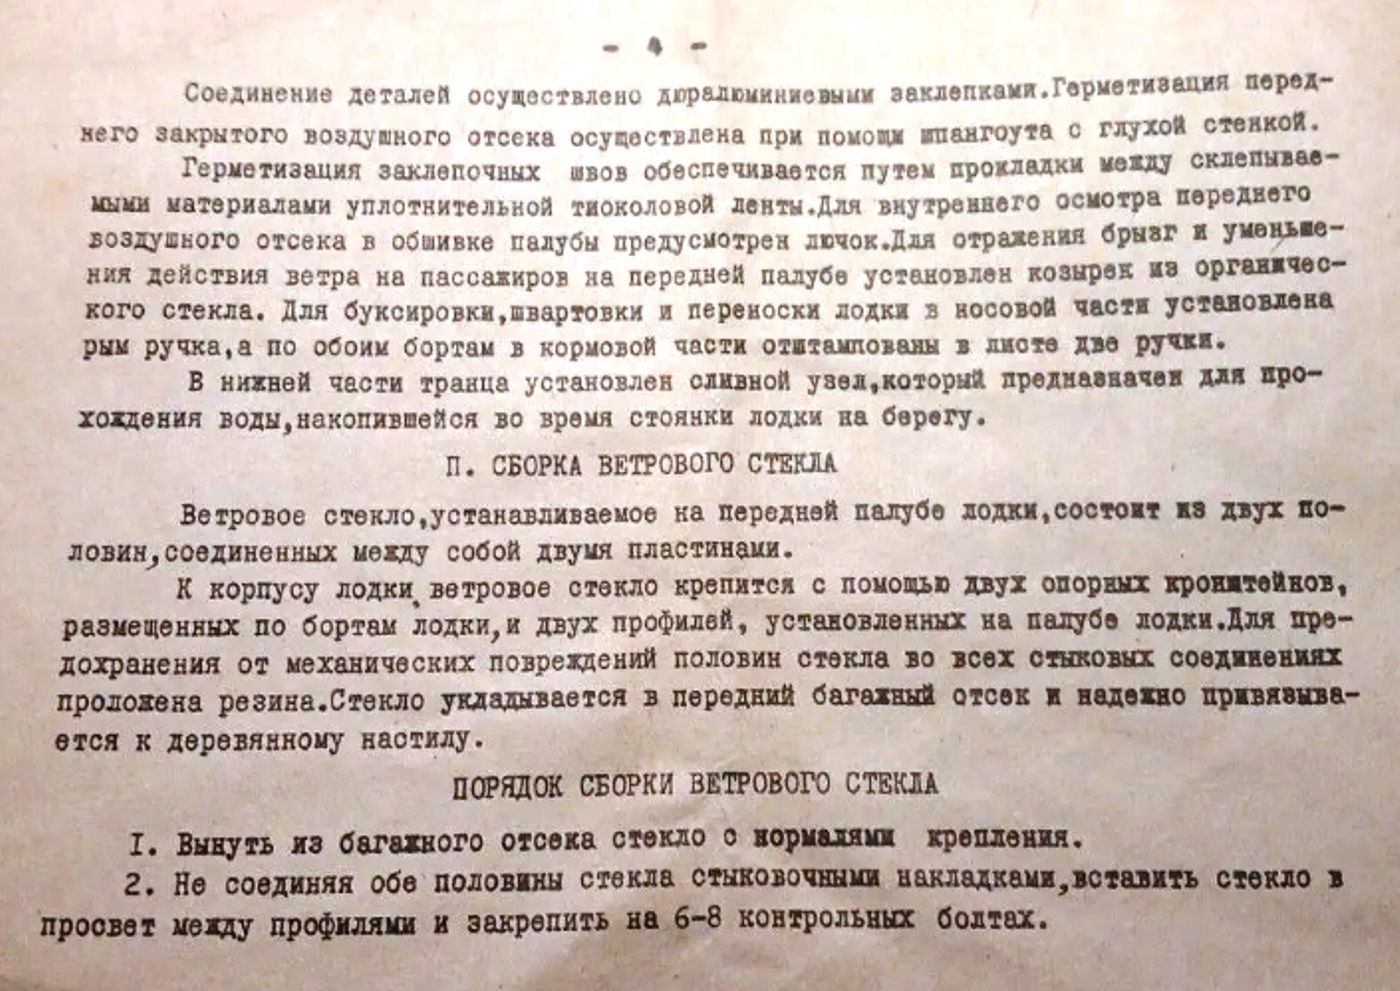 - 4 -
Соединение деталей осуществлено дюралюминиевыми заклепками.Герметизация перед-
него закрытого воздушного отсека осуществлена при помощи шпангоута с глухой стенкой.
Герметизация заклепочных швов обеспечивается путем прокладки между склепывае-
мыми материалами уплотнительной тиоколовой ленты.Для внутреннего осмотра переднего
воздушного отсека в обшивке палубы предусмотрен лючок.Для отражения брызг и уменьше-
ния действия ветра на пассажиров на передней палубе установлен козырек из органичес-
кого стекла. Для буксировки,швартовки и переноски лодки в носовой части установлена
рым ручка,а по обоим бортам в кормовой части отштампованы в листе две ручки.
В нижней части транца установлен сливной узел,который предназначен для про-
хождения воды,накопившейся во время стоянки лодки на берегу.
П. СБОРКА ВЕТРОВОГО СТЕКЛА
Ветровое стекло,устанавливаемое на передней палубе лодки,состоит из двух по-
ловин,соединенных между собой двумя пластинами.
К корпусу лодки ветровое стекло крепится с помощью двух опорных кронштейнов,
размещенных по бортам лодки,и двух профилей, установленных на палубе лодки.Для пре-
дохранения от механических повреждений половин стекла во всех стыковых соединениях
проложена резина.Стекло укладывается в передний багажный отсек и надежно привязыва-
ется к деревянному настилу.
ПОРЯДОК СБОРКИ ВЕТРОВОГО СТЕКЛА
I. Вынуть из багажного отсека стекло с нормалями крепления.
2. Не соединяя обе половины стекла стыковочными накладками,вставить стекло в
просвет между профилями и закрепить на 6-8 контрольных болтах.